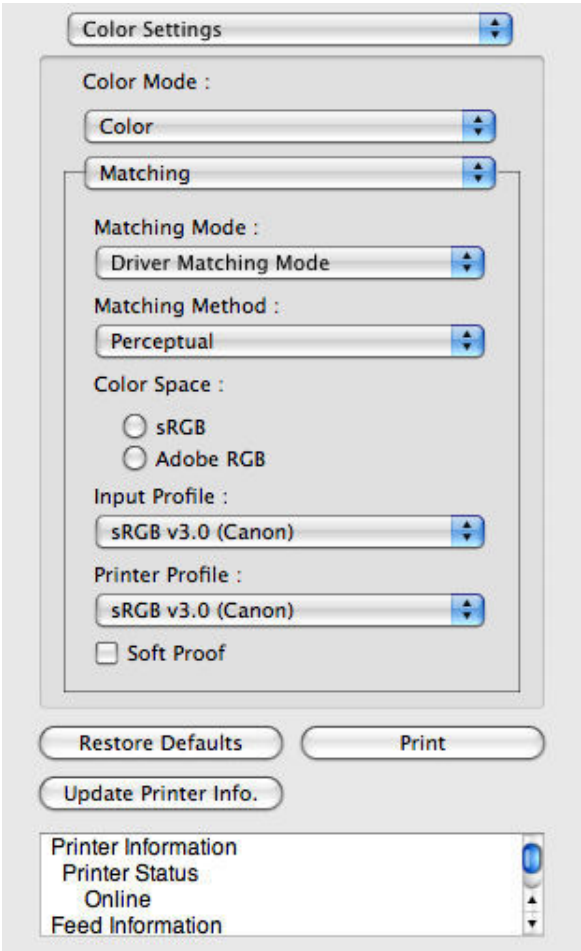 Color Settings
Color Mode :
Color
Matching
Matching Mode :
Driver Matching Mode
Matching Method :
Perceptual
Color Space :
sRGB
Adobe RGB
Input Profile :
sRGB v3.0 (Canon)
Printer Profile :
sRGB v3.0 (Canon)
Soft Proof
Restore Defaults Print
Update Printer Info.
Printer Information
Printer Status
Online
Feed Information